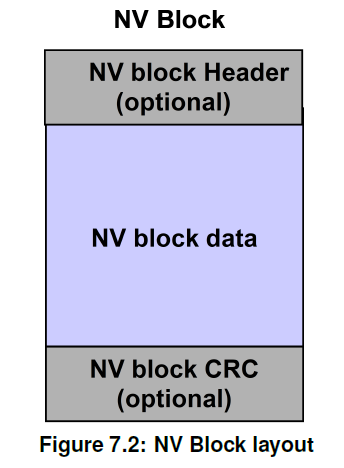 NV Block
NV block Header
(optional)
NV block data
NV block CRC
(optional)
Figure 7.2: NV Block layout